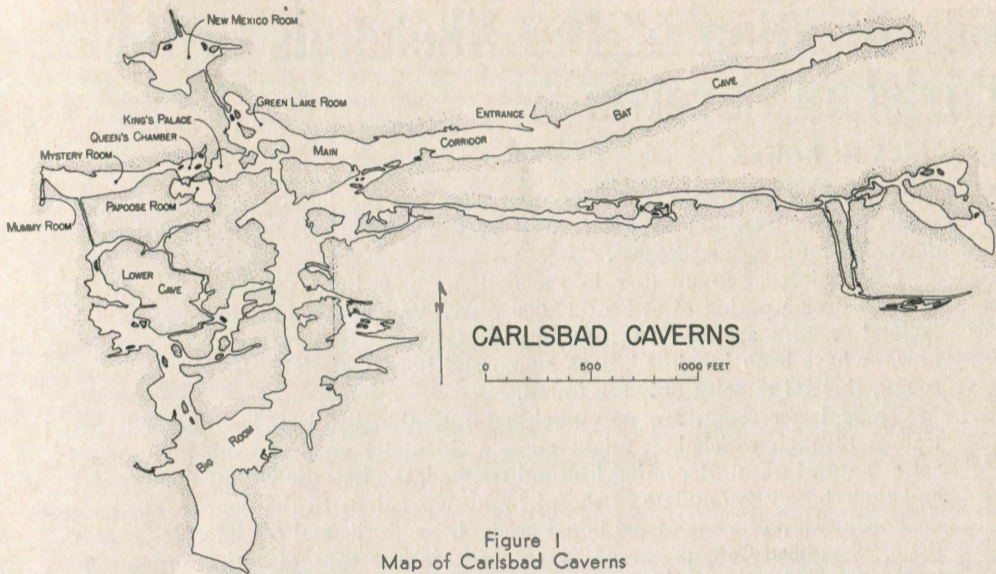 NEW MEXICO ROOM
GREEN LAKE ROOM
ENTRANCE
BAT CAVE
KING'S PALACE
QUEEN'S CHAMBER
MAIN CORRIDOR
MYSTERY ROOM
PAPOOSE ROOM
MUMMY ROOM
LOWER
CAVE
N
CARLSBAD CAVERNS
0 500 1000 FEET
BIG ROOM
Figure 1
Map of Carlsbad Caverns